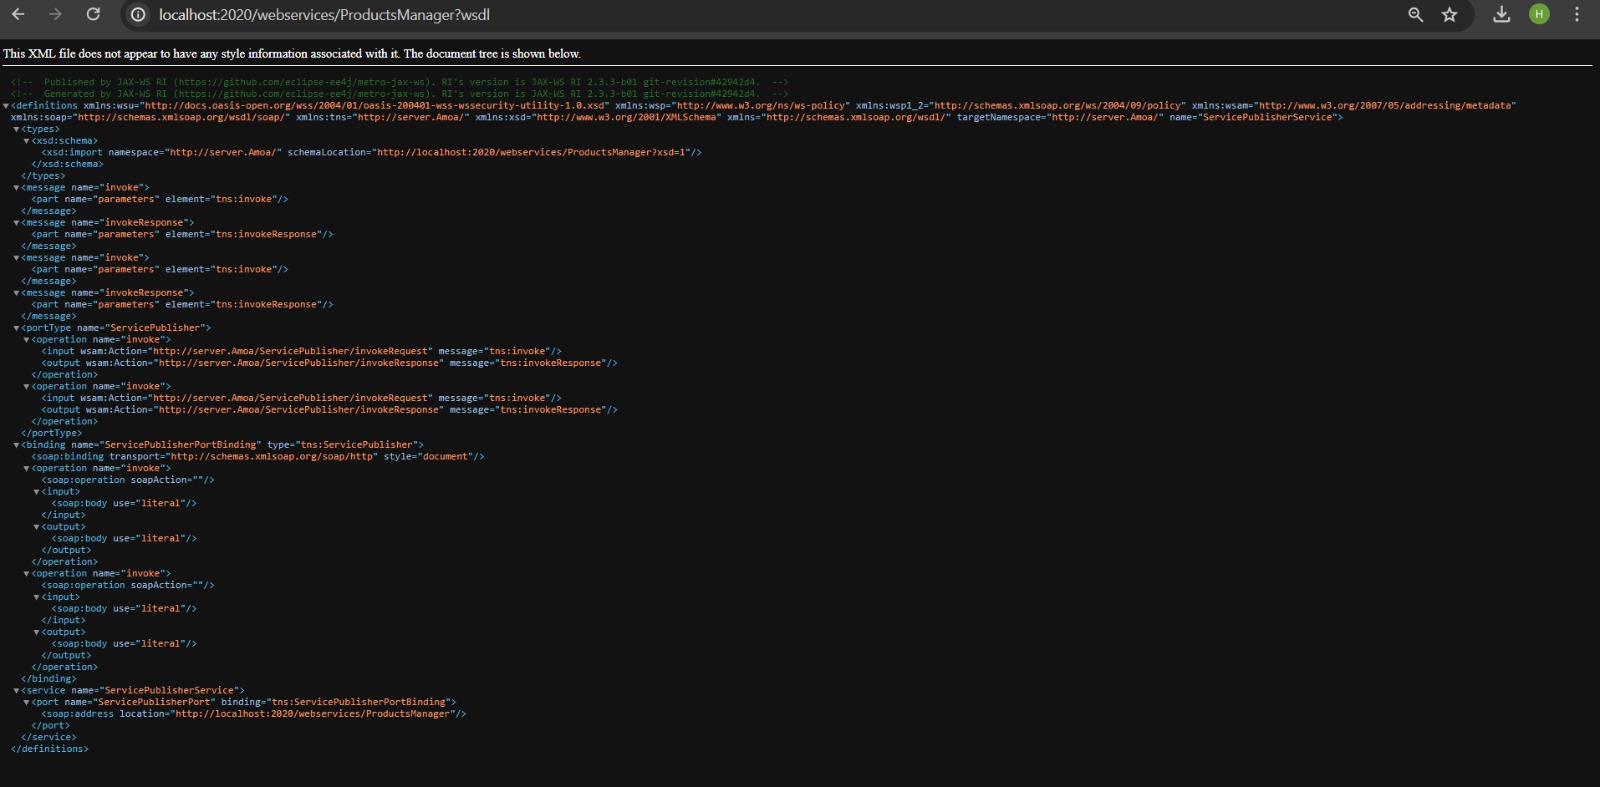 localhost:2020/webservices/ProductsManager?wsdl
H
This XML file does not appear to have any style information associated with it. The document tree is shown below.
<!-- Published by JAX-WS RI (https://github.com/eclipse-ee4j/metro-jax-ws). RI's version is JAX-WS RI 2.3.3-b01 git-revision#42942d4. -->
<!-- Generated by JAX-WS RI (https://github.com/eclipse-ee4j/metro-jax-ws). RI's version is JAX-WS RI 2.3.3-b01 git-revision#42942d4. -->
<definitions xmlns:wsu="http://docs.oasis-open.org/wss/2004/01/oasis-200401-wss-wssecurity-utility-1.0.xsd" xmlns:wsp="http://www.w3.org/ns/ws-policy" xmlns:wsp1_2="http://schemas.xmlsoap.org/ws/2004/09/policy" xmlns:wsam="http://www.w3.org/2007/05/addressing/metadata"
xmlns:soap="http://schemas.xmlsoap.org/wsdl/soap/" xmlns:tns="http://server.Amoa/" xmlns:xsd="http://www.w3.org/2001/XMLSchema" xmlns="http://schemas.xmlsoap.org/wsdl/" targetNamespace="http://server.Amoa/" name="ServicePublisherService">
<types>
<xsd:schema>
<xsd:import namespace="http://server.Amoa/" schemaLocation="http://localhost:2020/webservices/ProductsManager?xsd=1"/>
</xsd:schema>
</types>
<message name="invoke">
<part name="parameters" element="tns:invoke"/>
</message>
<message name="invokeResponse">
<part name="parameters" element="tns:invokeResponse"/>
</message>
<message name="invoke">
<part name="parameters" element="tns:invoke"/>
</message>
<message name="invokeResponse">
<part name="parameters" element="tns:invokeResponse"/>
</message>
<portType name="ServicePublisher">
<operation name="invoke">
<input wsam:Action="http://server.Amoa/ServicePublisher/invokeRequest" message="tns:invoke"/>
<output wsam:Action="http://server.Amoa/ServicePublisher/invokeResponse" message="tns:invokeResponse"/>
</operation>
<operation name="invoke">
<input wsam:Action="http://server.Amoa/ServicePublisher/invokeRequest" message="tns:invoke"/>
<output wsam:Action="http://server.Amoa/ServicePublisher/invokeResponse" message="tns:invokeResponse"/>
</operation>
</portType>
<binding name="ServicePublisherPortBinding" type="tns:ServicePublisher">
<soap:binding transport="http://schemas.xmlsoap.org/soap/http" style="document"/>
<operation name="invoke">
<soap:operation soapAction=""/>
<input>
<soap:body use="literal"/>
</input>
<output>
<soap:body use="literal"/>
</output>
</operation>
<operation name="invoke">
<soap:operation soapAction=""/>
<input>
<soap:body use="literal"/>
</input>
<output>
<soap:body use="literal"/>
</output>
</operation>
</binding>
<service name="ServicePublisherService">
<port name="ServicePublisherPort" binding="tns:ServicePublisherPortBinding">
<soap:address location="http://localhost:2020/webservices/ProductsManager"/>
</port>
</service>
</definitions>